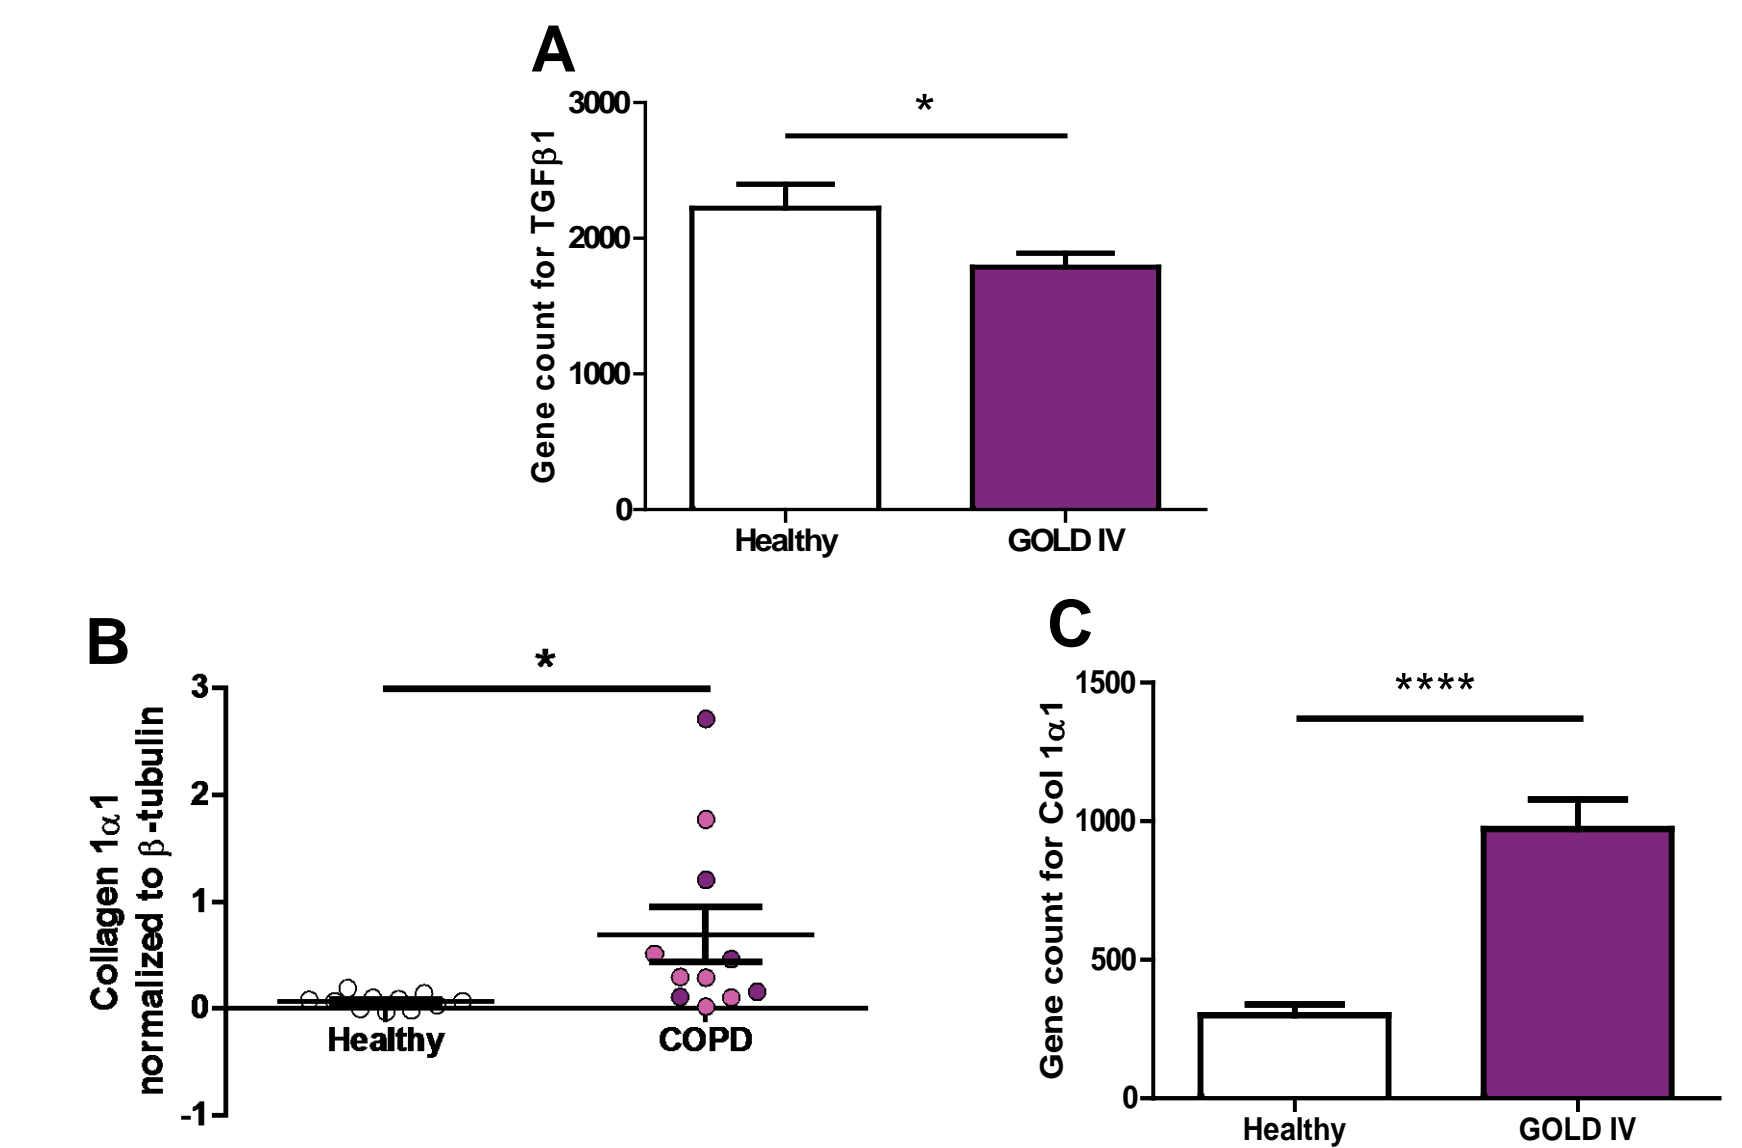 A
Gene count for TGFβ1
3000
2000
1000
0
*
Healthy
GOLD IV
B
Collagen 1α1
normalized to β-tubulin
3
2
1
0
-1
*
Healthy
COPD
C
Gene count for Col 1α1
1500
1000
500
0
****
Healthy
GOLD IV